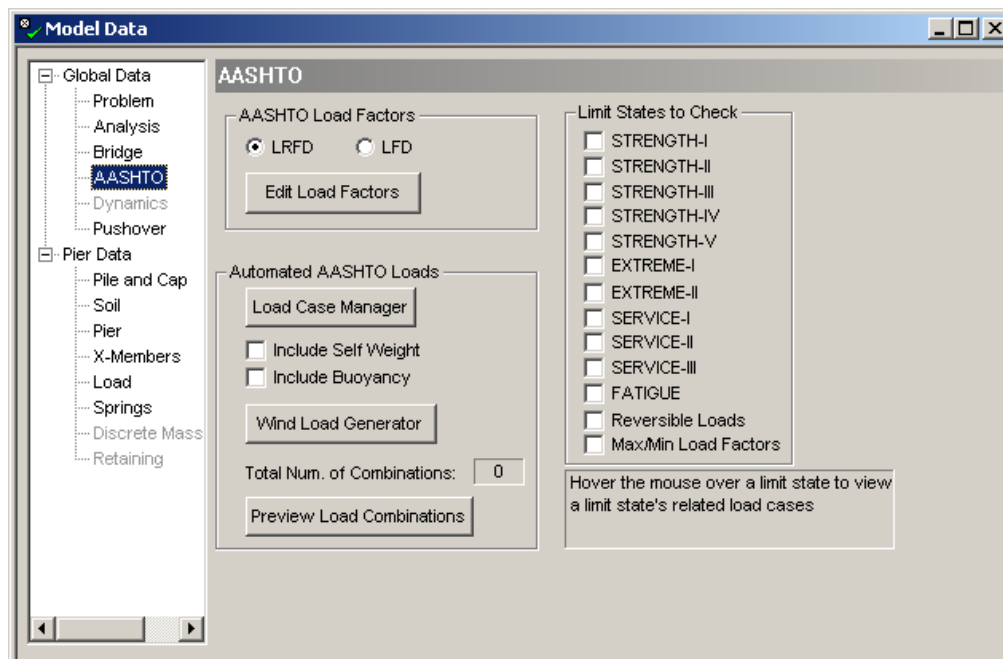 Model Data
Global Data
Problem
Analysis
Bridge
AASHTO
Dynamics
Pushover
Pier Data
Pile and Cap
Soil
Pier
X-Members
Load
Springs
Discrete Mass
Retaining
AASHTO
AASHTO Load Factors
LRFD LFD
Edit Load Factors
Automated AASHTO Loads
Load Case Manager
Include Self Weight
Include Buoyancy
Wind Load Generator
Total Num. of Combinations: 0
Preview Load Combinations
Limit States to Check
STRENGTH-I
STRENGTH-II
STRENGTH-III
STRENGTH-IV
STRENGTH-V
EXTREME-I
EXTREME-II
SERVICE-I
SERVICE-II
SERVICE-III
FATIGUE
Reversible Loads
Max/Min Load Factors
Hover the mouse over a limit state to view
a limit state's related load cases